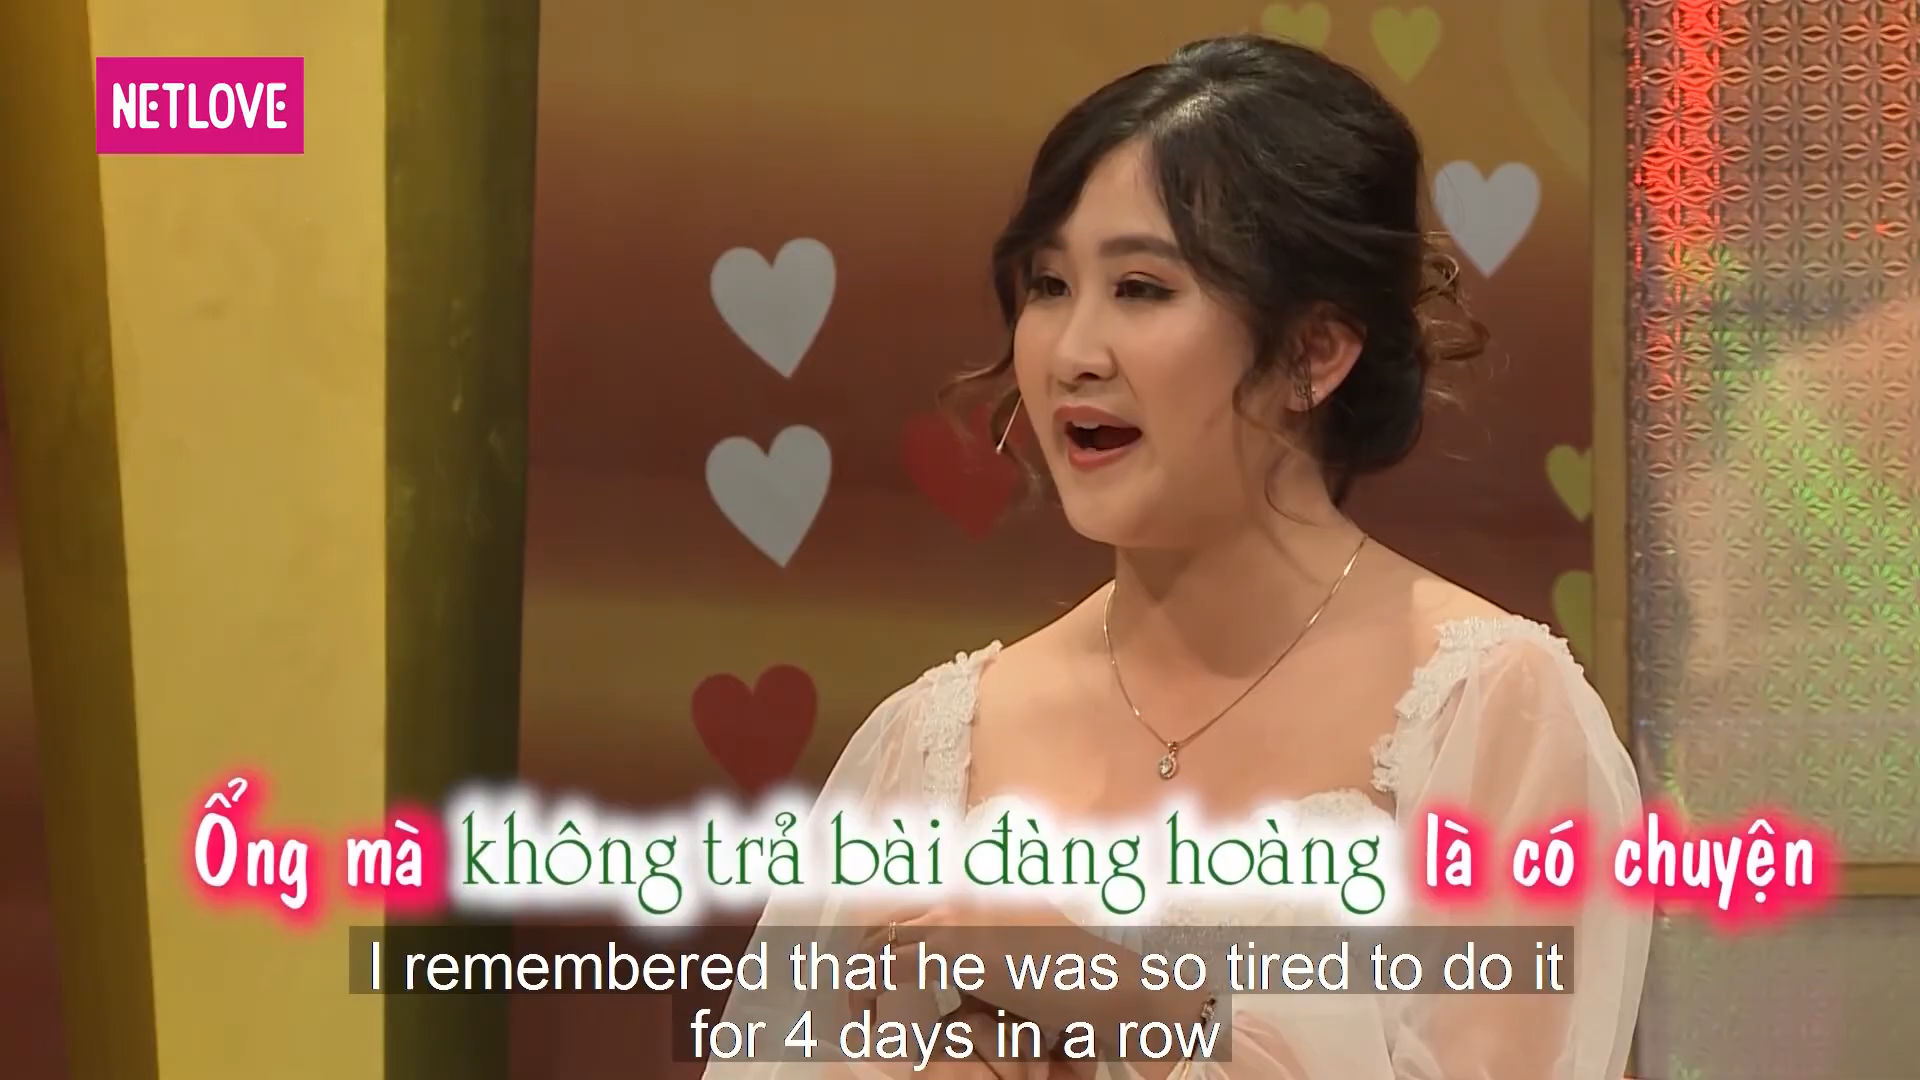 NETLOVE
Ổng mà không trả bài đàng hoàng là có chuyện
I remembered that he was so tired to do it
for 4 days in a row